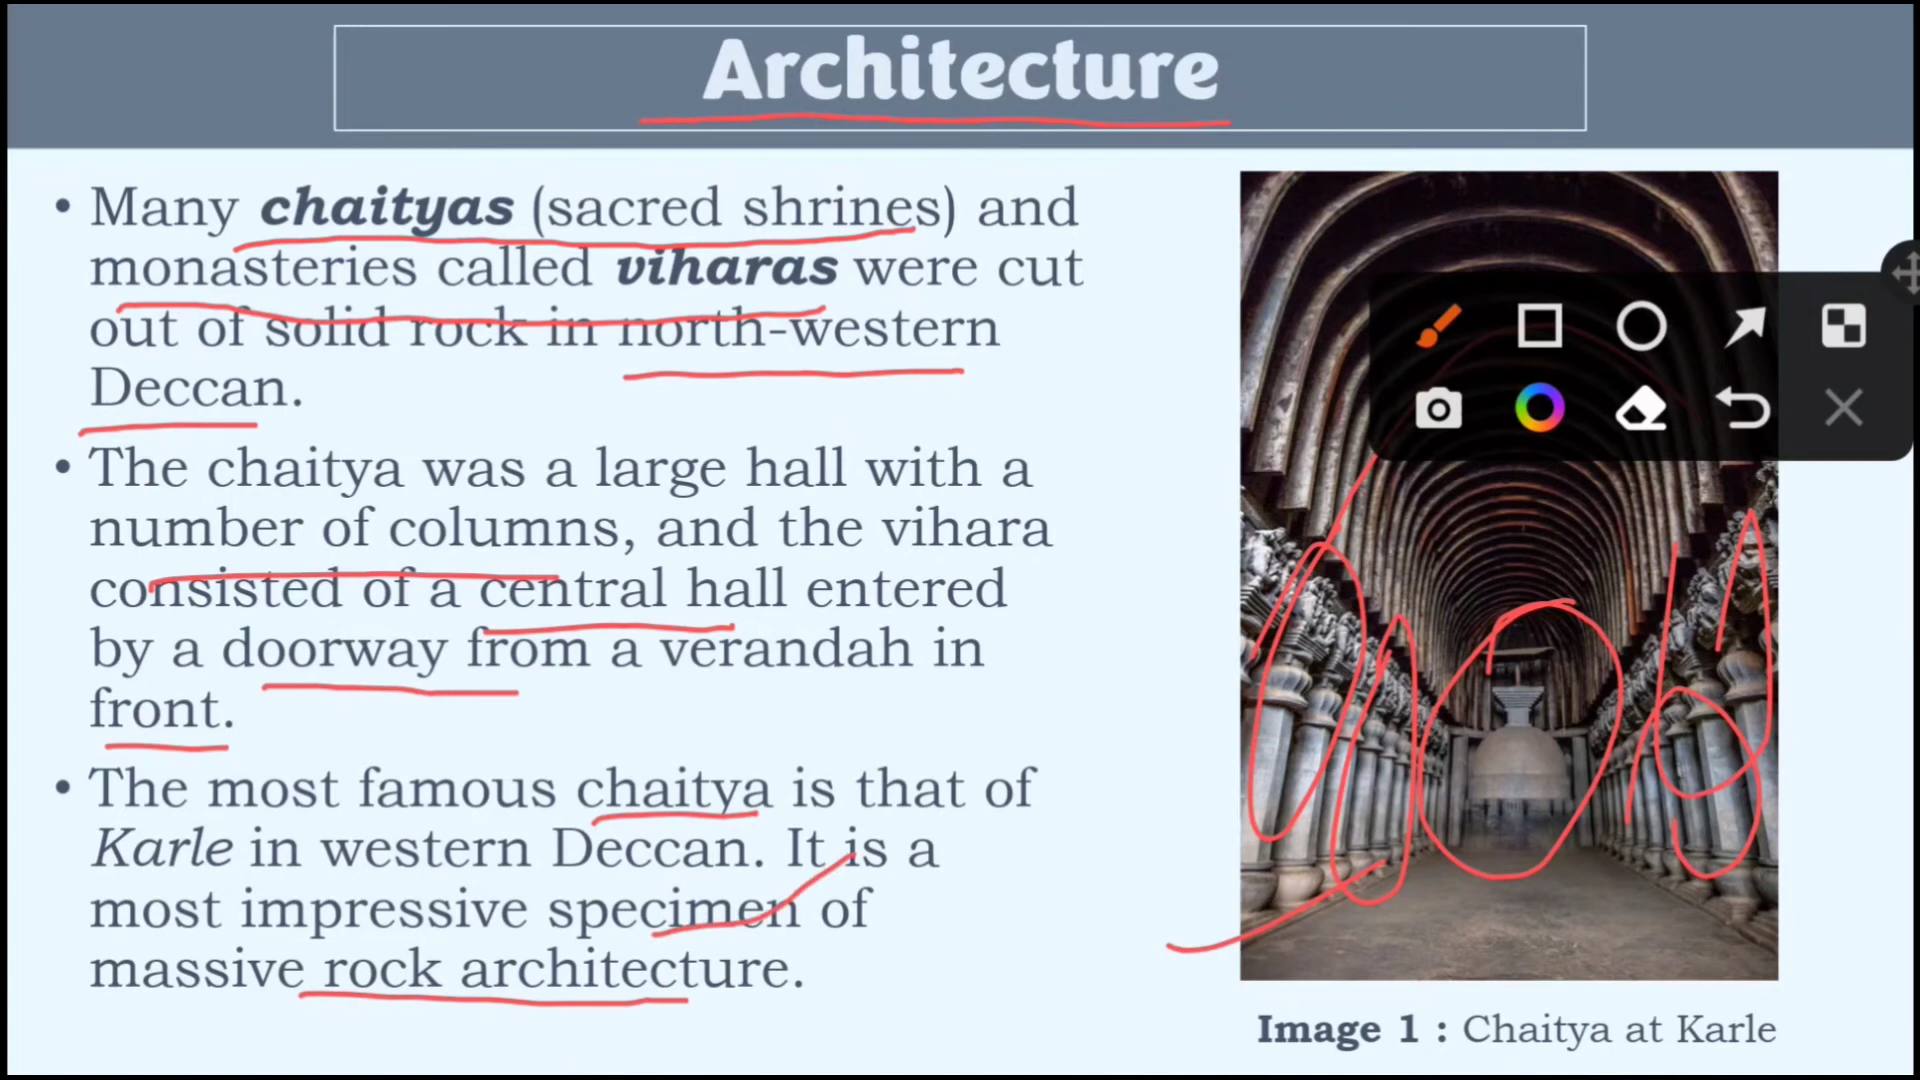 Architecture
• Many chaityas (sacred shrines) and
monasteries called viharas were cut
out of solid rock in north-western
Deccan.
• The chaitya was a large hall with a
number of columns, and the vihara
consisted of a central hall entered
by a doorway from a verandah in
front.
• The most famous chaitya is that of
Karle in western Deccan. It is a
most impressive specimen of
massive rock architecture.
Image 1 : Chaitya at Karle